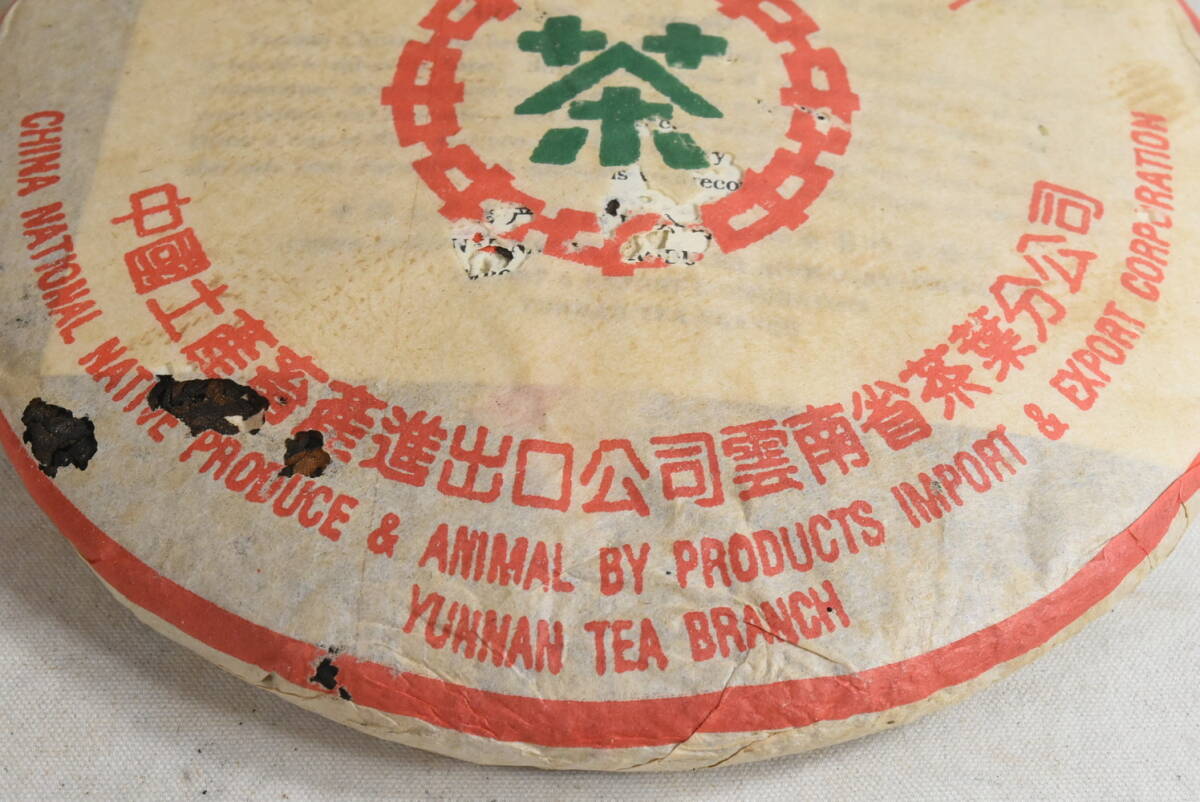 茶
中國土產畜產進出口公司雲南省茶葉分公司
CHINA NATIONAL NATIVE PRODUCE & ANIMAL BY PRODUCTS IMPORT & EXPORT CORPORATION
YUNNAN TEA BRANCH